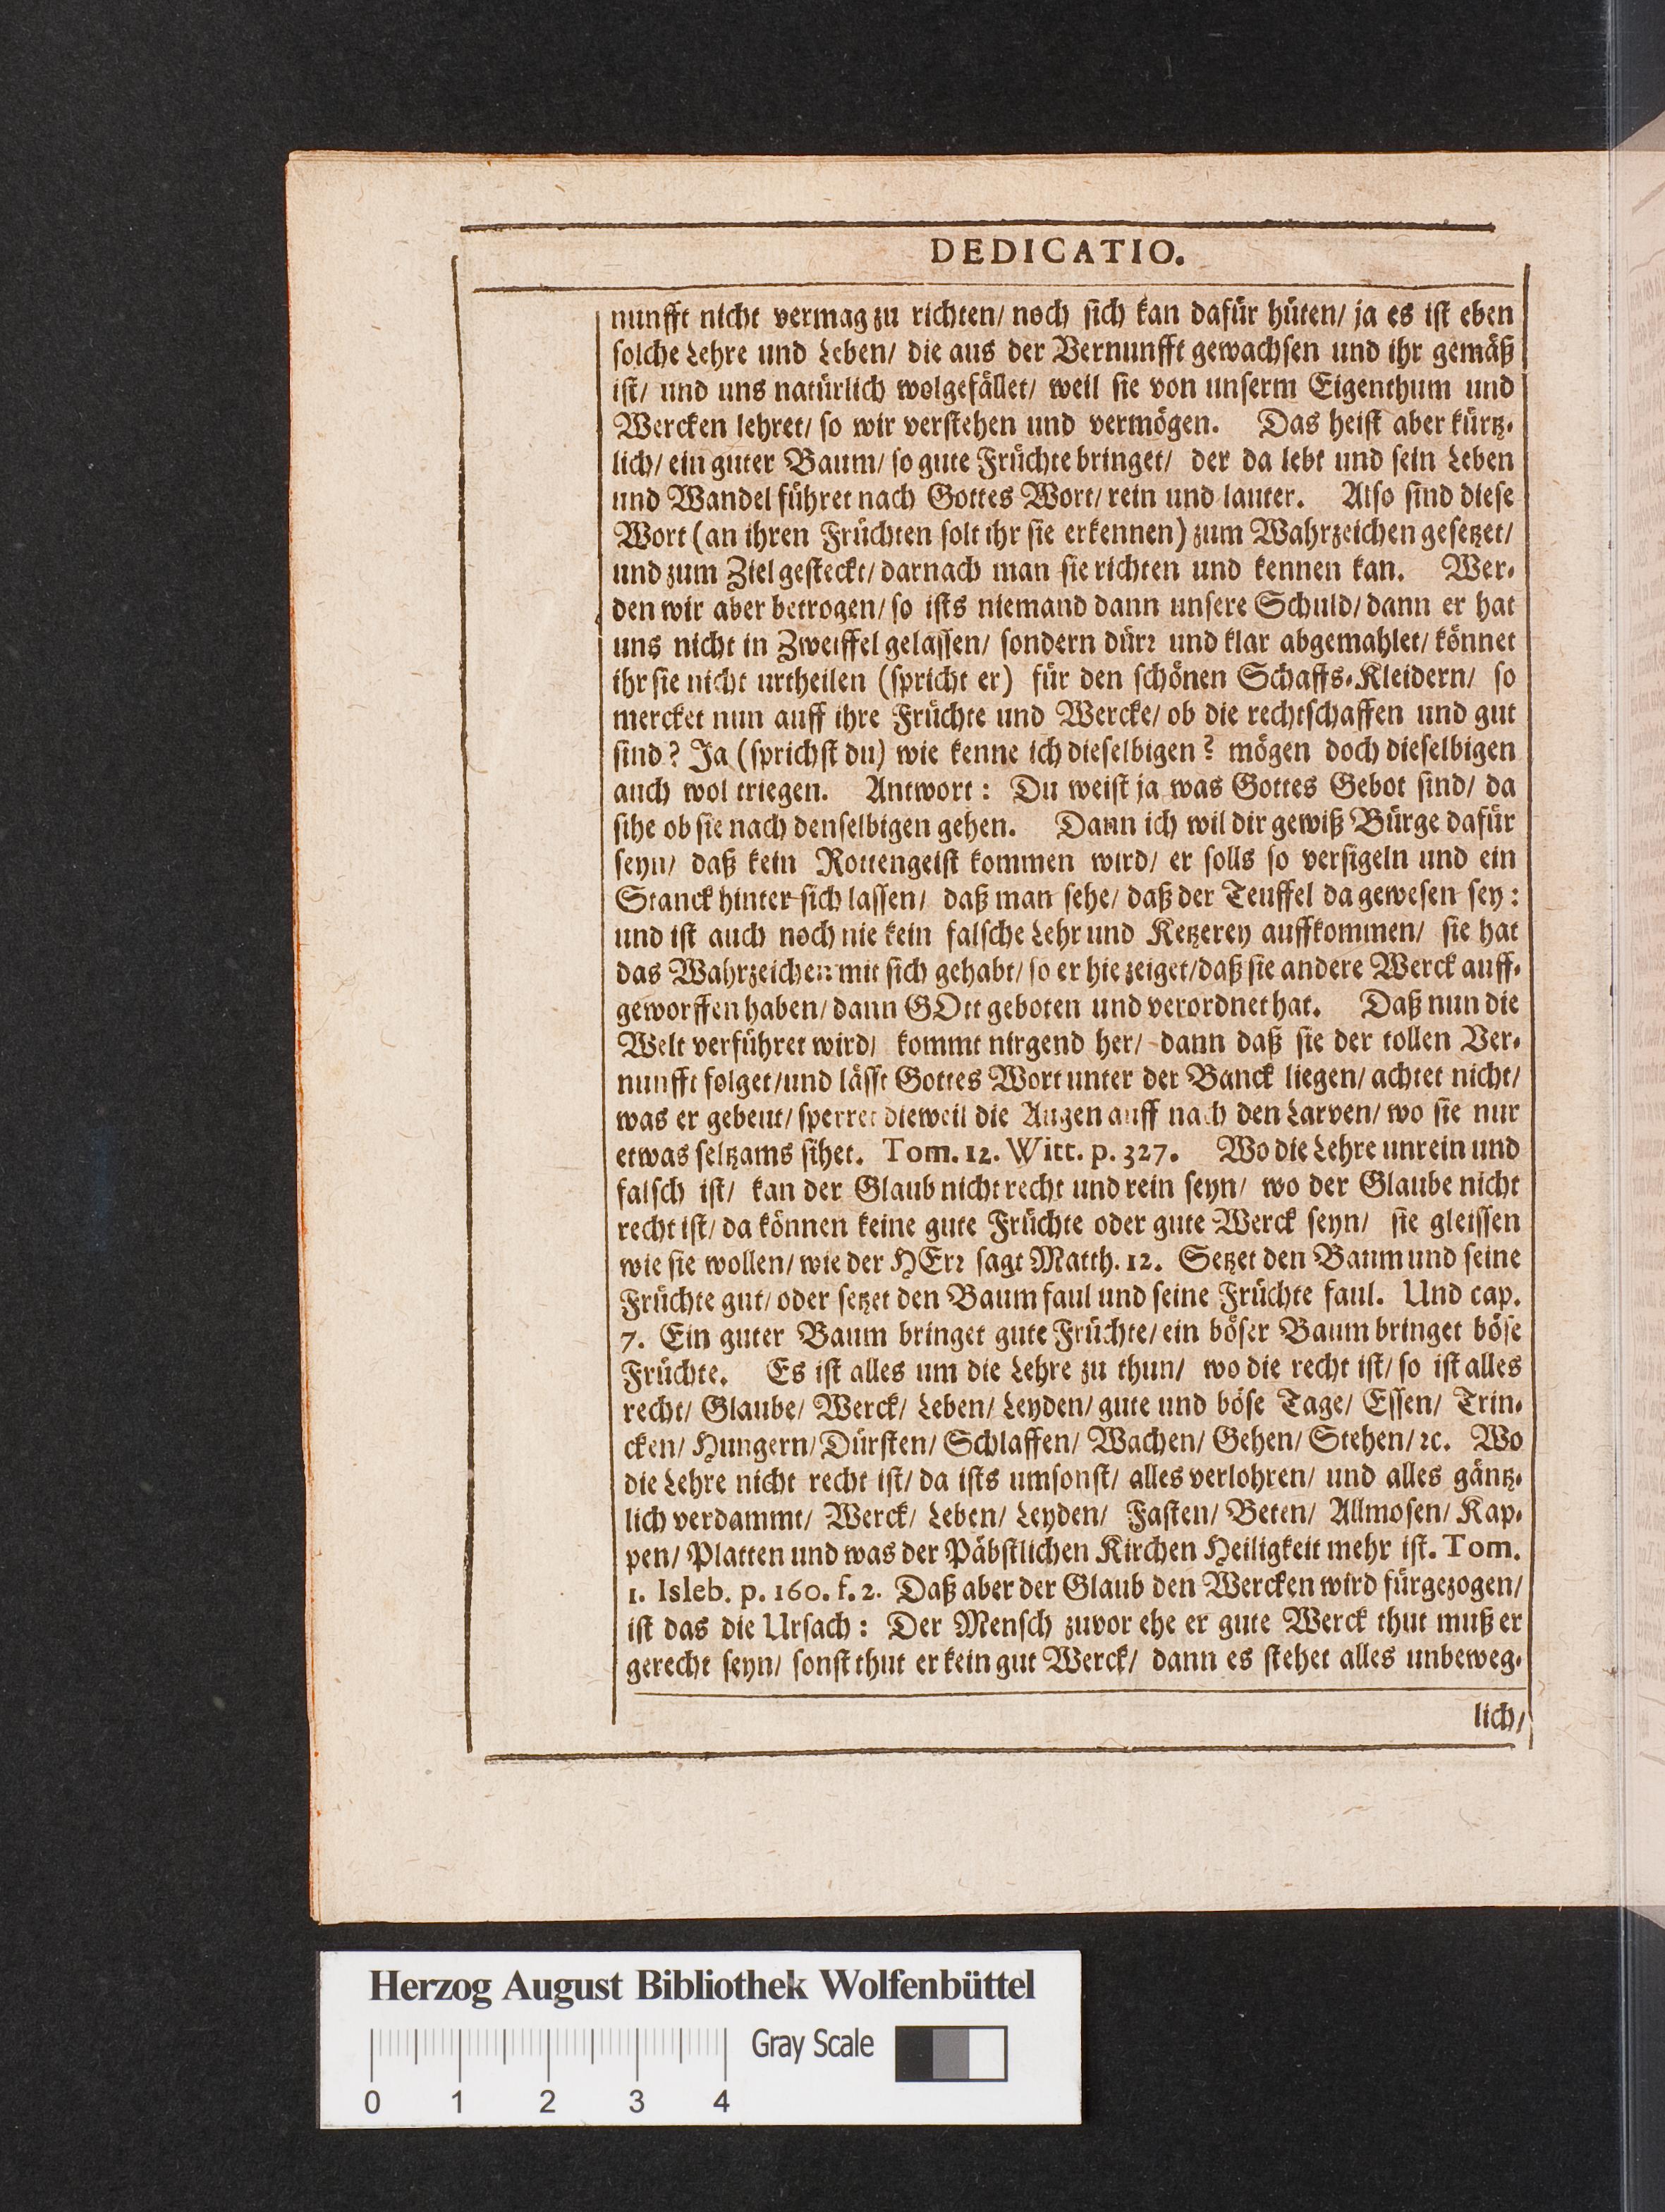 DEDICATIO.
nunfft nicht vermag zu richten/ noch sich kan dafür hüten/ ja es ist eben
solche Lehre und Leben/ die aus der Vernunfft gewachsen und ihr gemäß
ist/ und uns natürlich wolgefället/ weil sie von unserm Eigenthum und
Wercken lehret/ so wir verstehen und vermögen. Das heist aber kürtz-
lich/ ein guter Baum/ so gute Früchte bringet/ der da lebt und sein Leben
und Wandel führet nach Gottes Wort/ rein und lauter. Also sind diese
Wort (an ihren Früchten solt ihr sie erkennen) zum Wahrzeichen gesetzet/
und zum Ziel gesteckt/ darnach man sie richten und kennen kan. Wer-
den wir aber betrogen/ so ists niemand dann unsere Schuld/ dann er hat
uns nicht in Zweiffel gelassen/ sondern dürꝛ und klar abgemahlet/ könnet
ihr sie nicht urtheilen (spricht er) für den schönen Schaffs-Kleidern/ so
mercket nun auff ihre Früchte und Wercke/ ob die rechtschaffen und gut
sind? Ja (sprichst du) wie kenne ich dieselbigen? mögen doch dieselbigen
auch wol triegen. Antwort: Du weist ja was Gottes Gebot sind/ da
sihe ob sie nach denselbigen gehen. Dann ich wil dir gewiß Bürge dafür
seyn/ daß kein Rottengeist kommen wird/ er solls so versigeln und ein
Stanck hinter sich lassen/ daß man sehe/ daß der Teuffel da gewesen sey:
und ist auch noch nie kein falsche Lehr und Ketzerey auffkommen/ sie hat
das Wahrzeichen mit sich gehabt/ so er hie zeiget/ daß sie andere Werck auff-
geworffen haben/ dann GOtt geboten und verordnet hat. Daß nun die
Welt verführet wird/ kommt nirgend her/ dann daß sie der tollen Ver-
nunfft folget/ und lässt Gottes Wort unter der Banck liegen/ achtet nicht/
was er gebeut/ sperret dieweil die Augen auff nach den Larven/ wo sie nur
etwas seltzams sihet. Tom. 12. Witt. p. 327. Wo die Lehre unrein und
falsch ist/ kan der Glaub nicht recht und rein seyn/ wo der Glaube nicht
recht ist/ da können keine gute Früchte oder gute Werck seyn/ sie gleissen
wie sie wollen/ wie der HErꝛ sagt Matth. 12. Setzet den Baum und seine
Früchte gut/ oder setzet den Baum faul und seine Früchte faul. Und cap.
7. Ein guter Baum bringet gute Früchte/ ein böser Baum bringet böse
Früchte. Es ist alles um die Lehre zu thun/ wo die recht ist/ so ist alles
recht/ Glaube/ Werck/ Leben/ Leyden/ gute und böse Tage/ Essen/ Trin-
cken/ Hungern/ Dürsten/ Schlaffen/ Wachen/ Gehen/ Stehen/ ꝛc. Wo
die Lehre nicht recht ist/ da ists umsonst/ alles verlohren/ und alles gäntz-
lich verdammt/ Werck/ Leben/ Leyden/ Fasten/ Beten/ Allmosen/ Kap-
pen/ Platten und was der Päbstlichen Kirchen Heiligkeit mehr ist. Tom.
1. Isleb. p. 160. f. 2. Daß aber der Glaub den Wercken wird fürgezogen/
ist das die Ursach: Der Mensch zuvor ehe er gute Werck thut muß er
gerecht seyn/ sonst thut er kein gut Werck/ dann es stehet alles unbeweg-
lich/
Herzog August Bibliothek Wolfenbüttel
Gray Scale
0 1 2 3 4